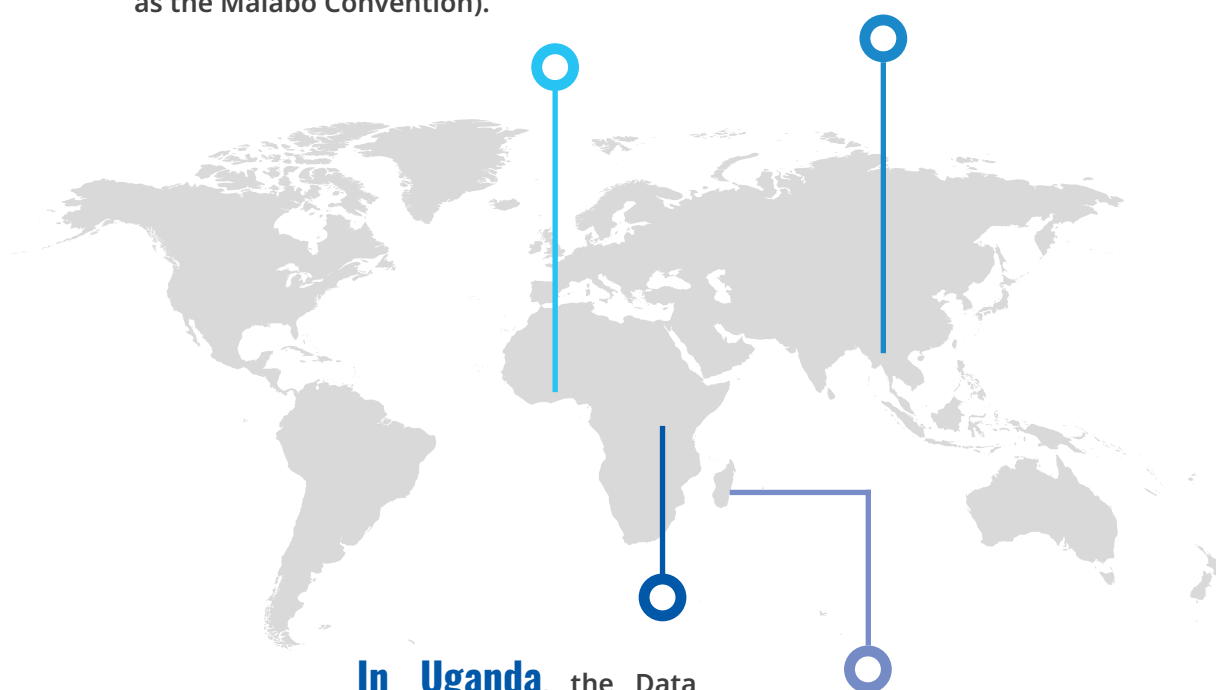 as the Malabo Convention).
In Uganda, the Data